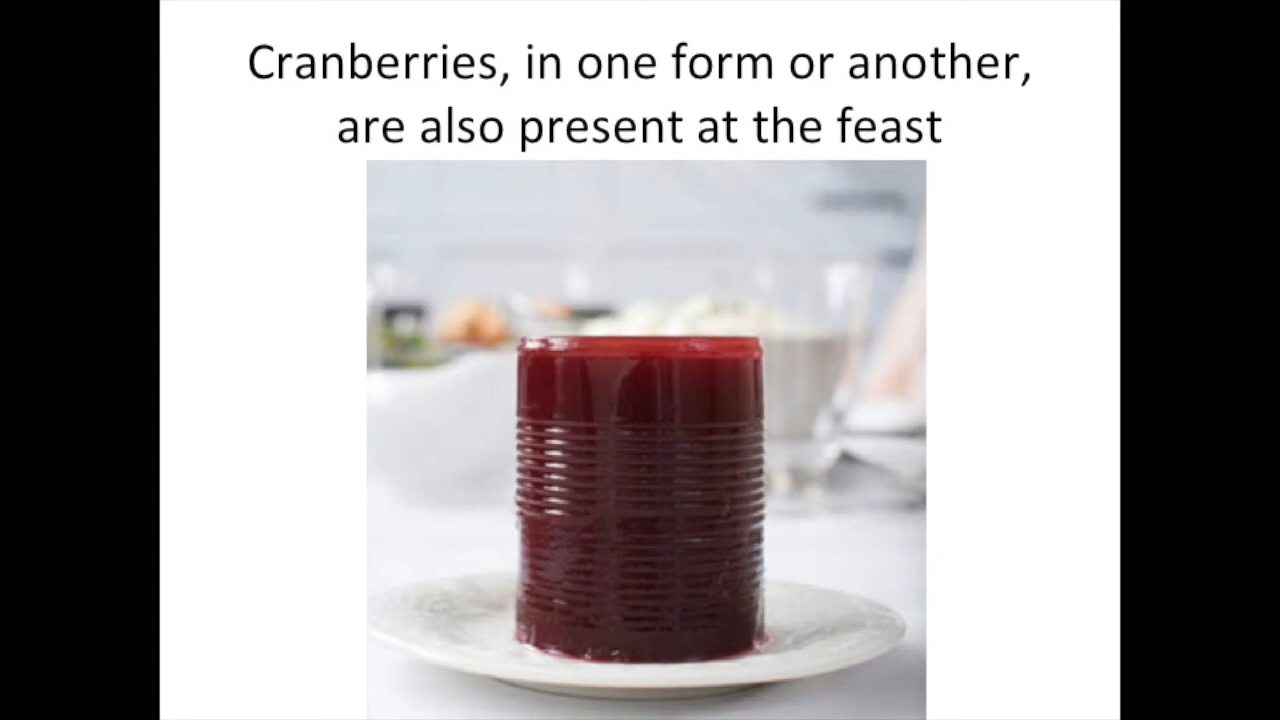 Cranberries, in one form or another,
are also present at the feast